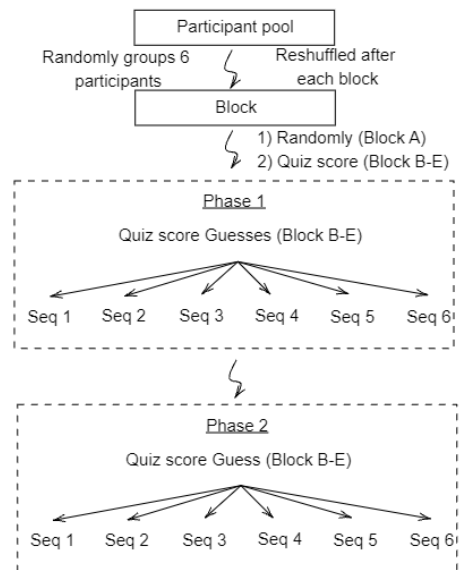 Participant pool
Randomly groups 6
participants
Reshuffled after
each block
Block
1) Randomly (Block A)
2) Quiz score (Block B-E)
Phase 1
Quiz score Guesses (Block B-E)
Seq 1 Seq 2 Seq 3 Seq 4 Seq 5 Seq 6
Phase 2
Quiz score Guess (Block B-E)
Seq 1 Seq 2 Seq 3 Seq 4 Seq 5 Seq 6